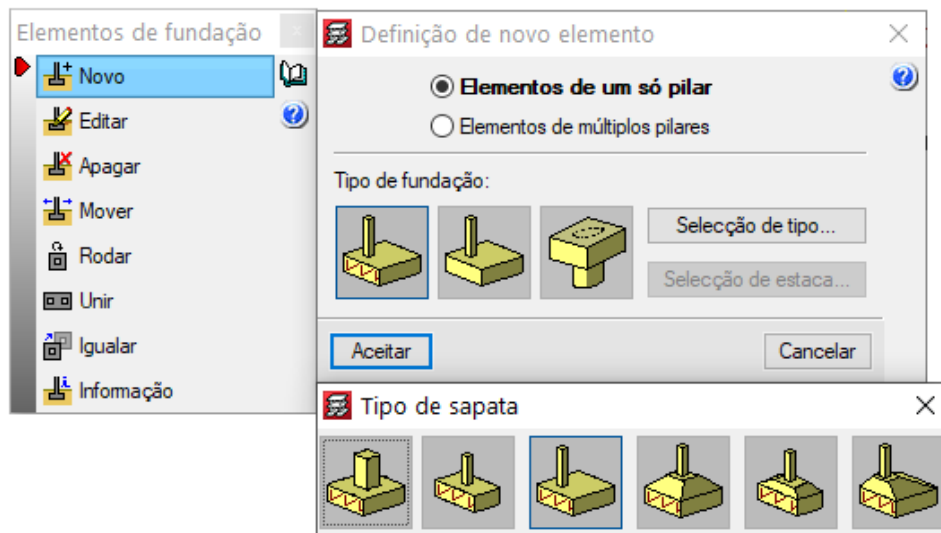 Elementos de fundação
Novo
Editar
Apagar
Mover
Rodar
Unir
Igualar
Informação
Definição de novo elemento
Elementos de um só pilar
Elementos de múltiplos pilares
Tipo de fundação:
Selecção de tipo...
Selecção de estaca...
Aceitar
Cancelar
Tipo de sapata